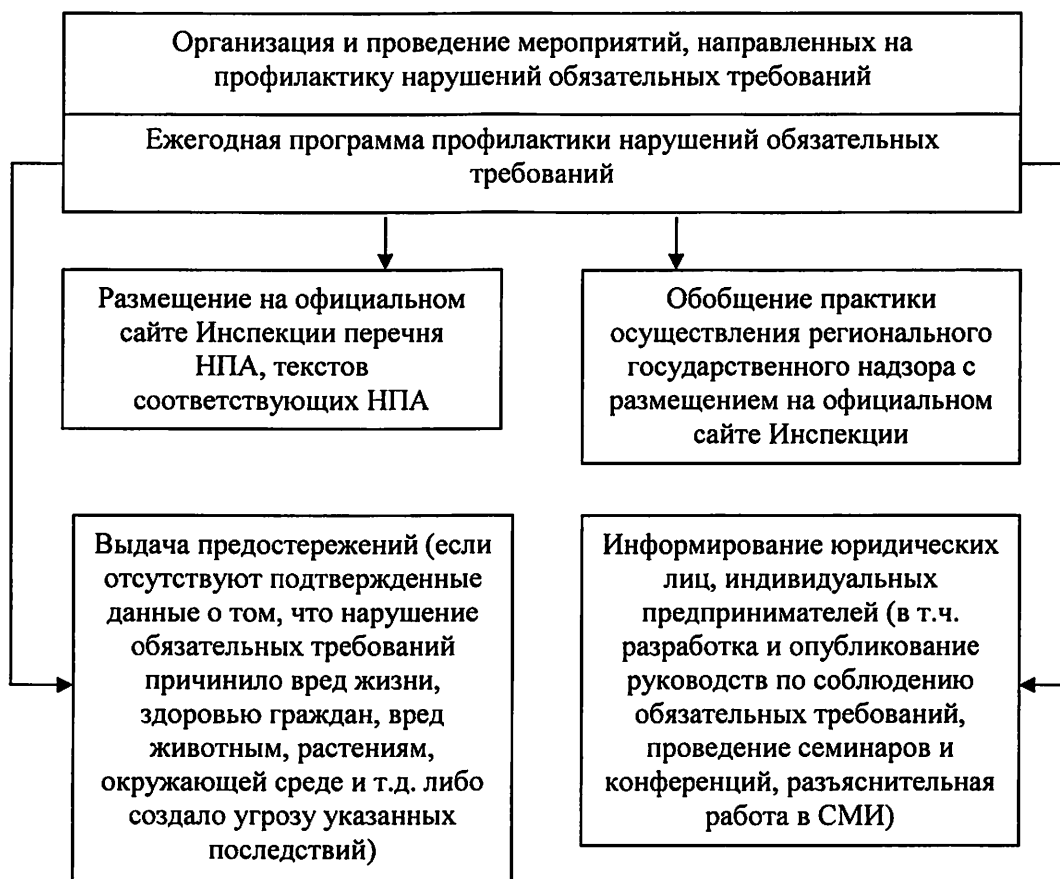 Организация и проведение мероприятий, направленных на
профилактику нарушений обязательных требований
Ежегодная программа профилактики нарушений обязательных
требований
Размещение на официальном
сайте Инспекции перечня
НПА, текстов
соответствующих НПА
Обобщение практики
осуществления регионального
государственного надзора с
размещением на официальном
сайте Инспекции
Выдача предостережений (если
отсутствуют подтвержденные
данные о том, что нарушение
обязательных требований
причинило вред жизни,
здоровью граждан, вред
животным, растениям,
окружающей среде и т.д. либо
создало угрозу указанных
последствий)
Информирование юридических
лиц, индивидуальных
предпринимателей (в т.ч.
разработка и опубликование
руководств по соблюдению
обязательных требований,
проведение семинаров и
конференций, разъяснительная
работа в СМИ)